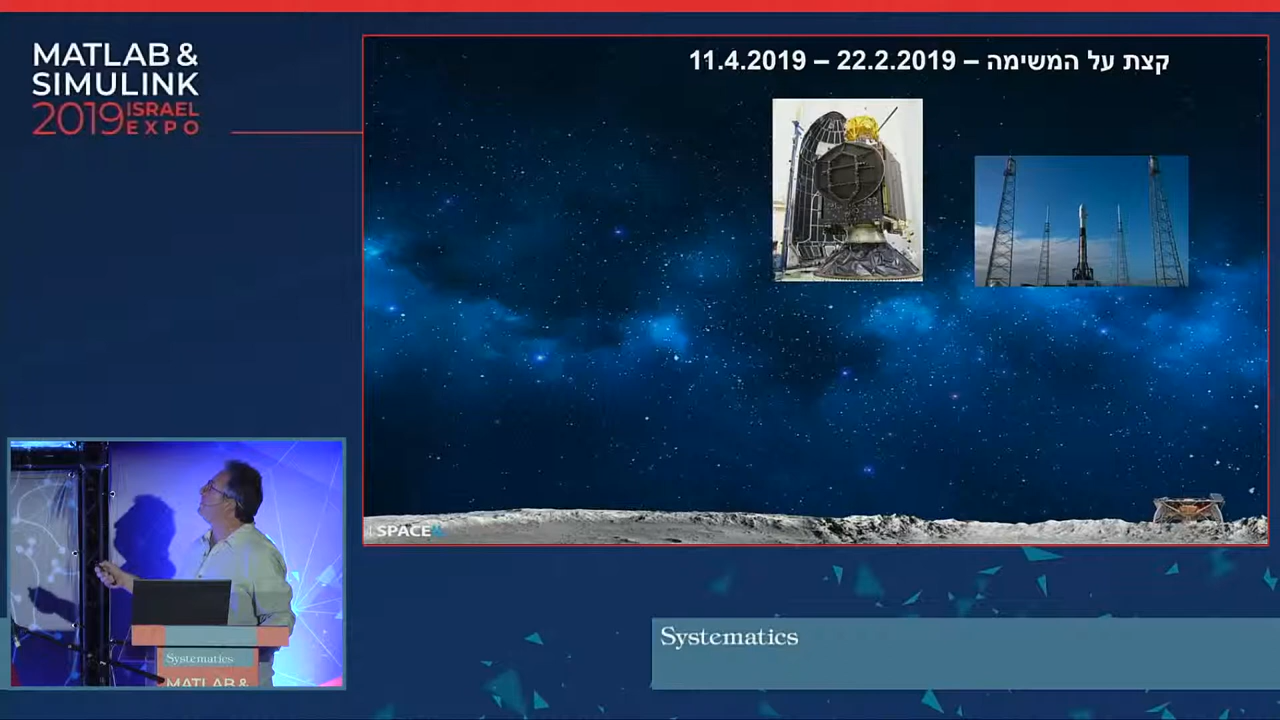 MATLAB &
SIMULINK
2019 ISRAEL
EXPO
קצת על המשימה – 22.2.2019 – 11.4.2019
SPACE
Systematics
Systematics
MATLAB &